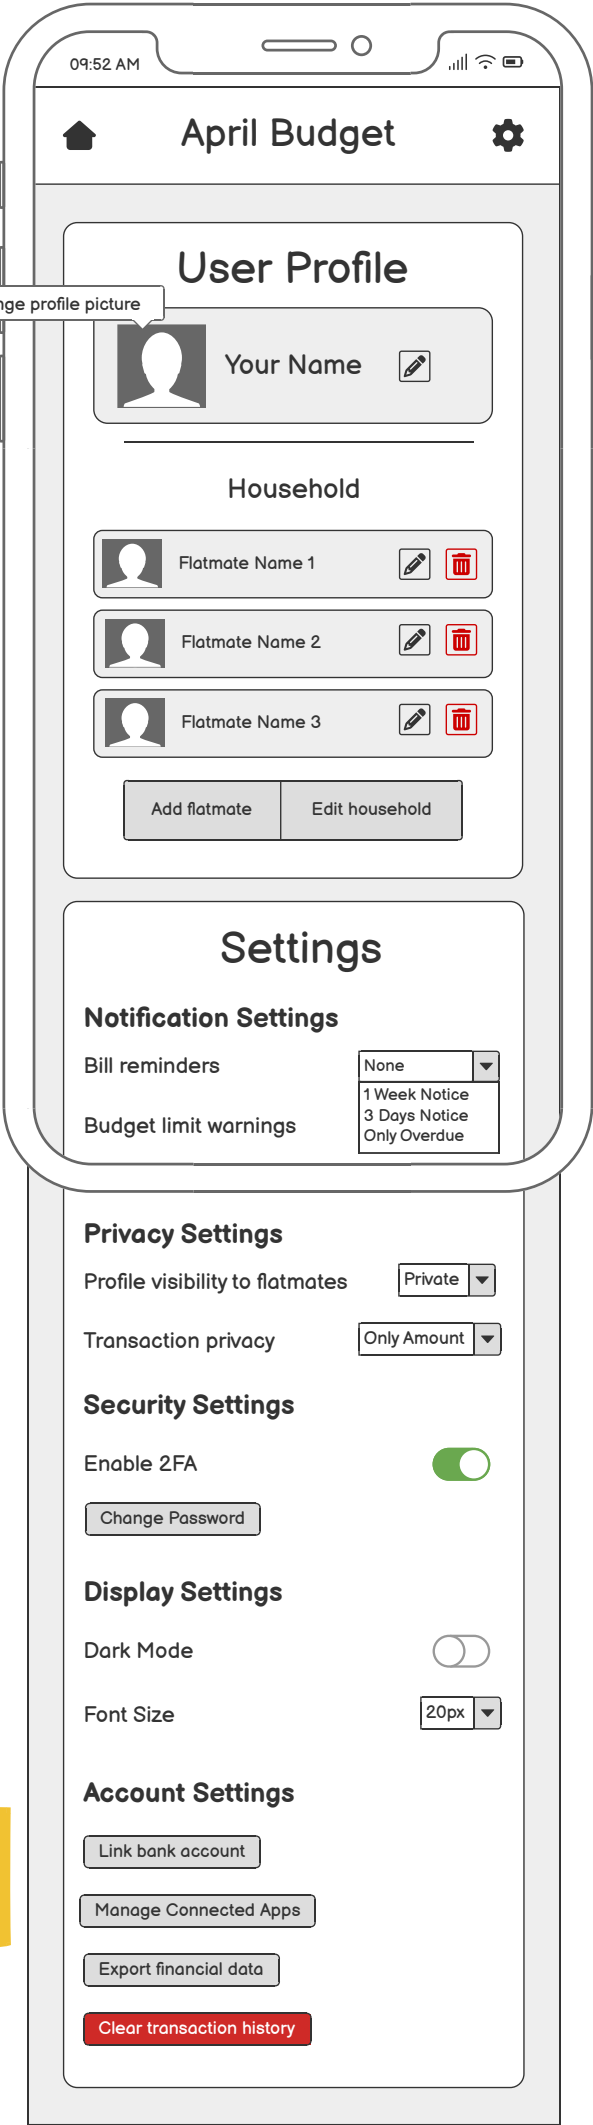 09:52 AM
April Budget
User Profile
profile picture
Your Name
Household
Flatmate Name 1
Flatmate Name 2
Flatmate Name 3
Add flatmate
Edit household
Settings
Notification Settings
Bill reminders
None
1 Week Notice
3 Days Notice
Only Overdue
Budget limit warnings
Privacy Settings
Profile visibility to flatmates
Private
Transaction privacy
Only Amount
Security Settings
Enable 2FA
Change Password
Display Settings
Dark Mode
Font Size
20px
Account Settings
Link bank account
Manage Connected Apps
Export financial data
Clear transaction history